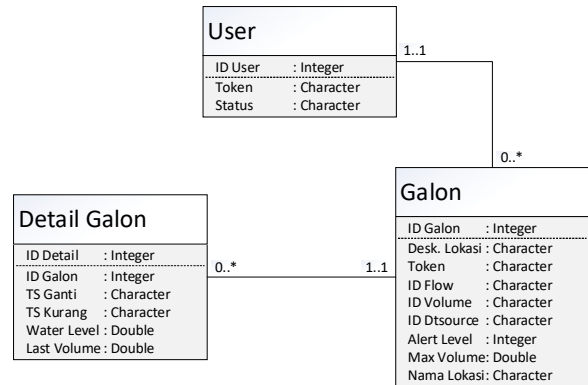 User
ID User : Integer
Token : Character
Status : Character
1..1
0..*
Galon
ID Galon : Integer
Desk. Lokasi : Character
Token : Character
ID Flow : Character
ID Volume : Character
ID Dtsource : Character
Alert Level : Integer
Max Volume: Double
Nama Lokasi: Character
Detail Galon
ID Detail : Integer
ID Galon : Integer
TS Ganti : Character
TS Kurang : Character
Water Level : Double
Last Volume : Double
0..*
1..1